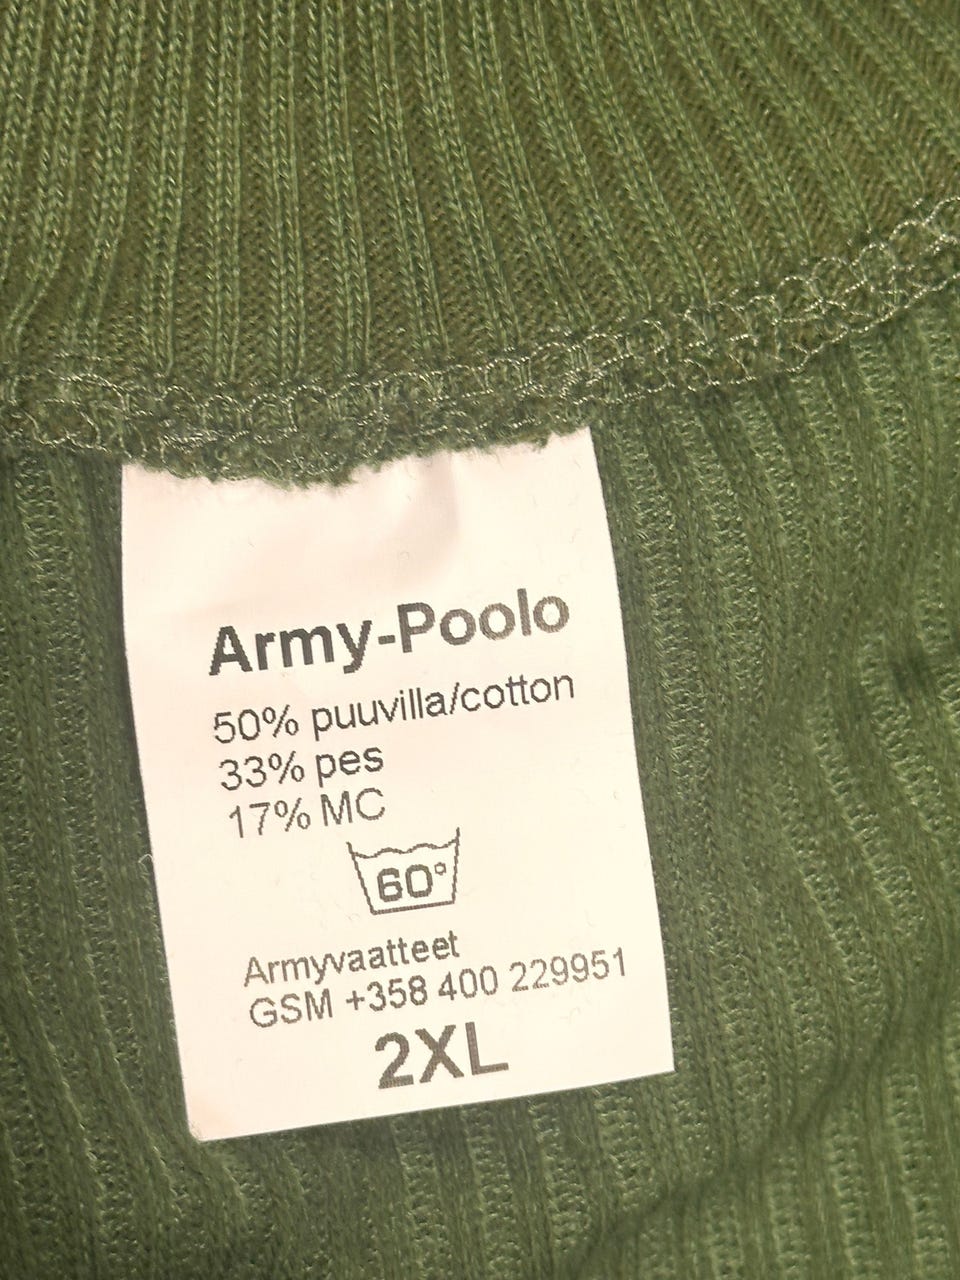 Army-Poolo
50% puuvilla/cotton
33% pes
17% MC
60°
Armyvaatteet
GSM +358 400 229951
2XL